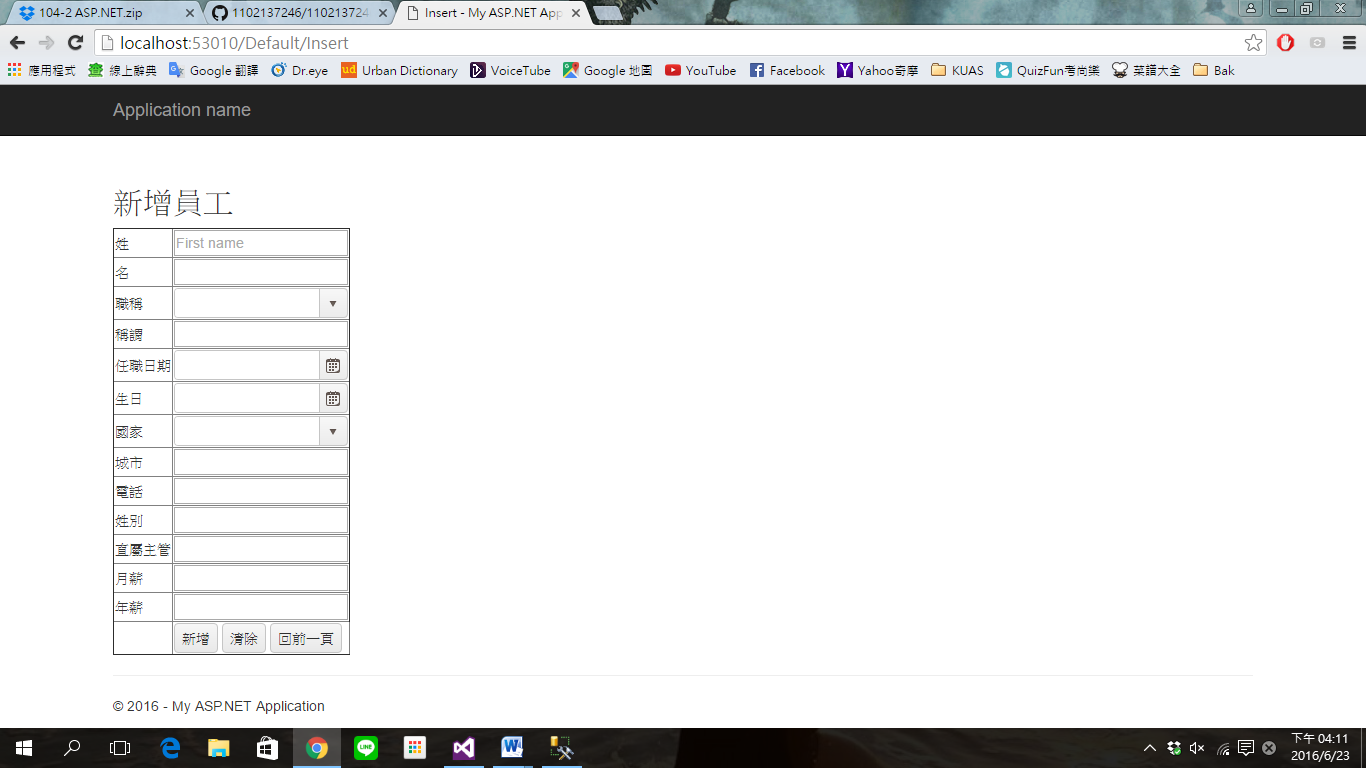 104-2 ASP.NET.zip
1102137246/110213724
Insert - My ASP.NET App
localhost:53010/Default/Insert
應用程式 線上辭典 Google 翻譯 Dr.eye Urban Dictionary VoiceTube Google 地圖 YouTube Facebook Yahoo奇摩 KUAS QuizFun考尚樂 菜譜大全 Bak
Application name
新增員工
姓 First name
名
職稱
稱謂
任職日期
生日
國家
城市
電話
姓別
直屬主管
月薪
年薪
新增 清除 回前一頁
© 2016 - My ASP.NET Application
下午 04:11
2016/6/23